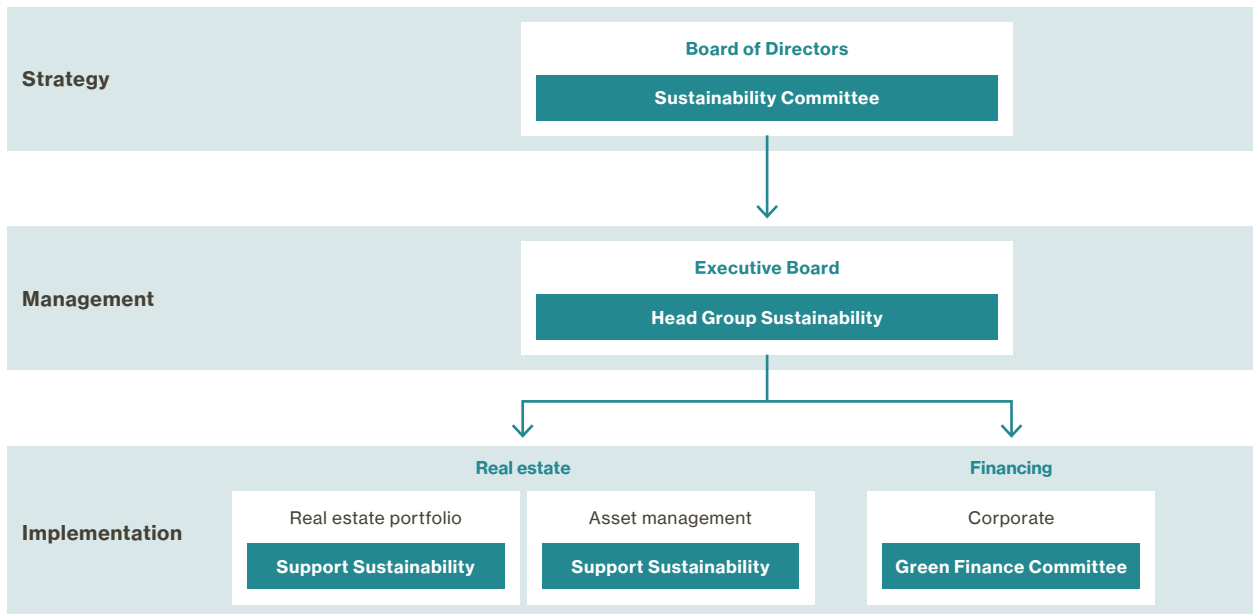 Strategy
Board of Directors
Sustainability Committee
Management
Executive Board
Head Group Sustainability
Implementation
Real estate
Financing
Real estate portfolio
Asset management
Corporate
Support Sustainability
Support Sustainability
Green Finance Committee